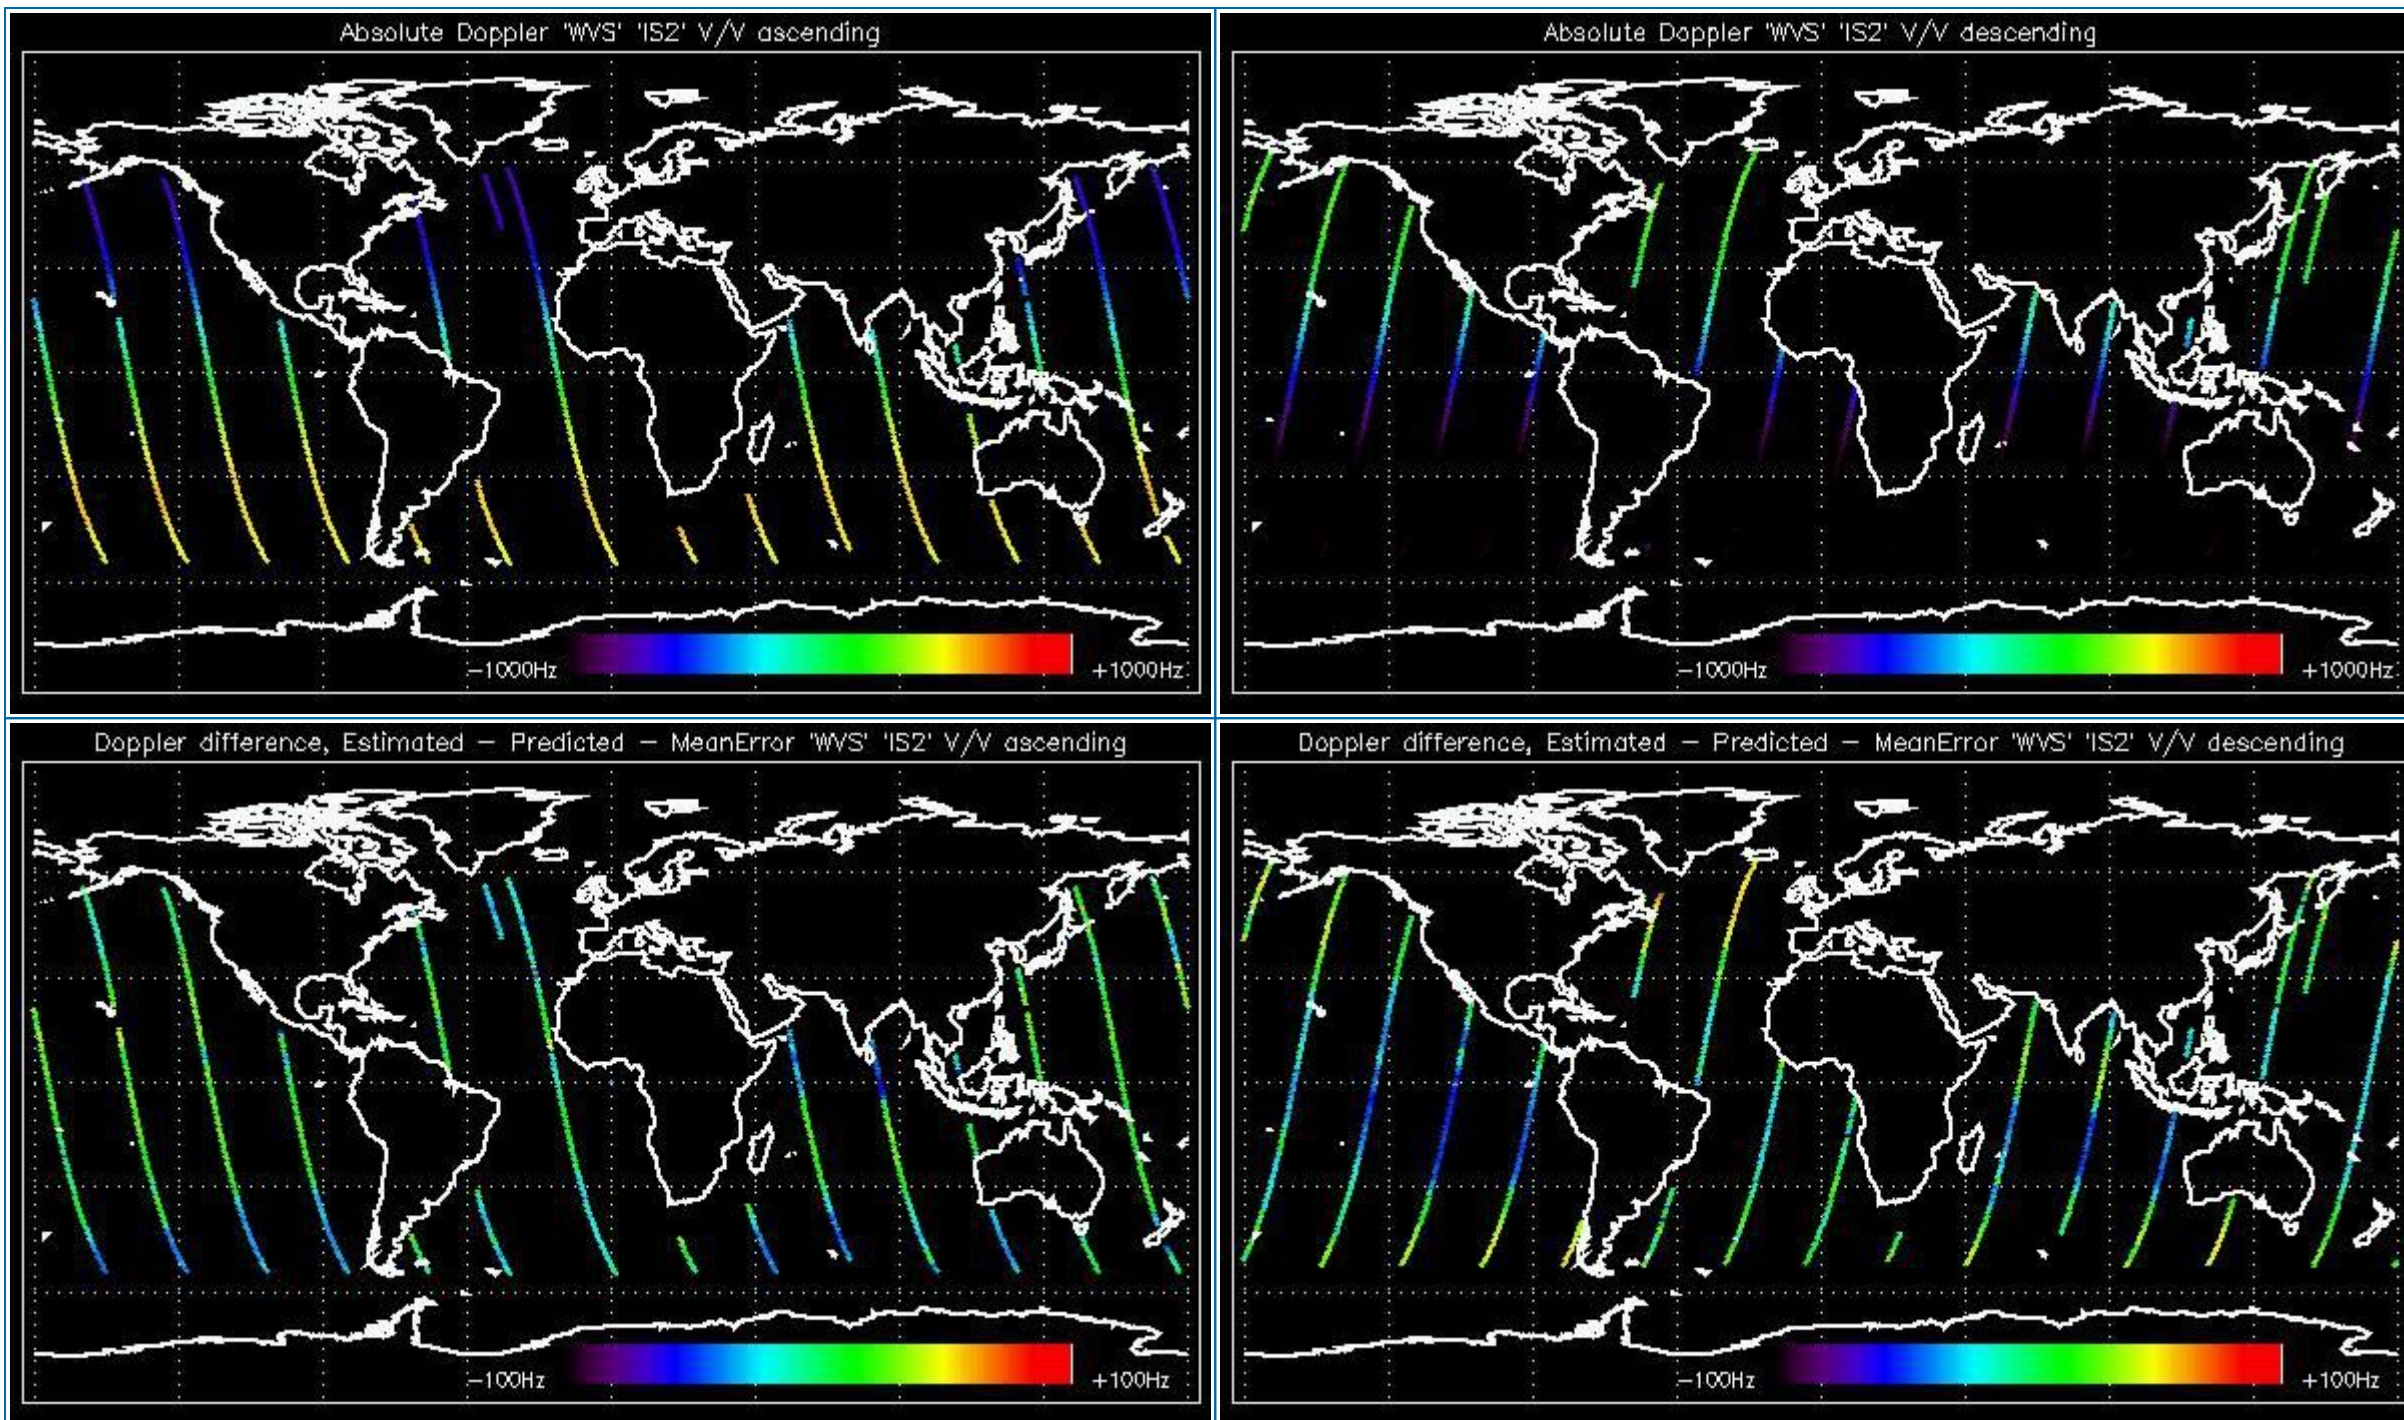 Absolute Doppler 'WVS' 'IS2' V/V ascending
-1000Hz
+1000Hz
Absolute Doppler 'WVS' 'IS2' V/V descending
-1000Hz
+1000Hz
Doppler difference, Estimated - Predicted - MeanError 'WVS' 'IS2' V/V ascending
-100Hz
+100Hz
Doppler difference, Estimated - Predicted - MeanError 'WVS' 'IS2' V/V descending
-100Hz
+100Hz